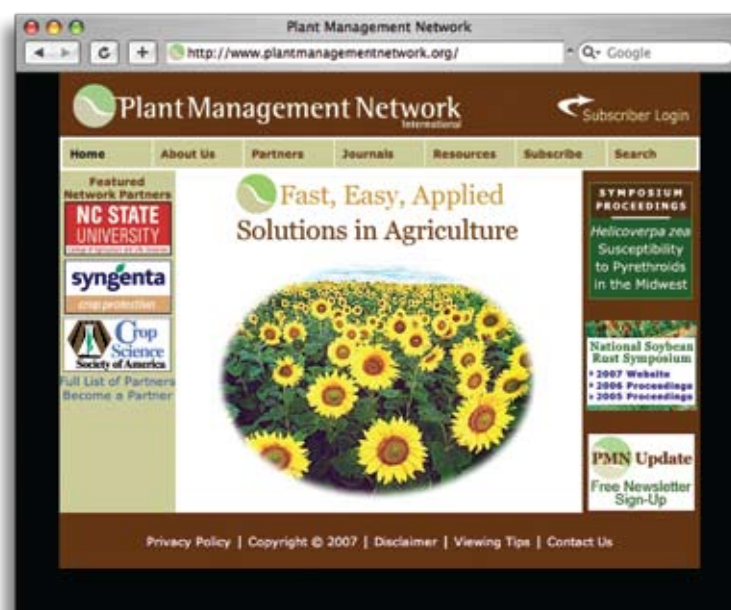 Plant Management Network
http://www.plantmanagementnetwork.org/
Google
Plant Management Network
International
Subscriber Login
Home About Us Partners Journals Resources Subscribe Search
Featured
Network Partners
NC STATE
UNIVERSITY
syngenta
crop protection
Crop
Science
Society of America
Full List of Partners
Become a Partner
Fast, Easy, Applied
Solutions in Agriculture
SYMPOSIUM
PROCEEDINGS
Helicoverpa zea
Susceptibility
to Pyrethroids
in the Midwest
National Soybean
Rust Symposium
2007 Website
2006 Proceedings
2005 Proceedings
PMN Update
Free Newsletter
Sign-Up
Privacy Policy | Copyright © 2007 | Disclaimer | Viewing Tips | Contact Us